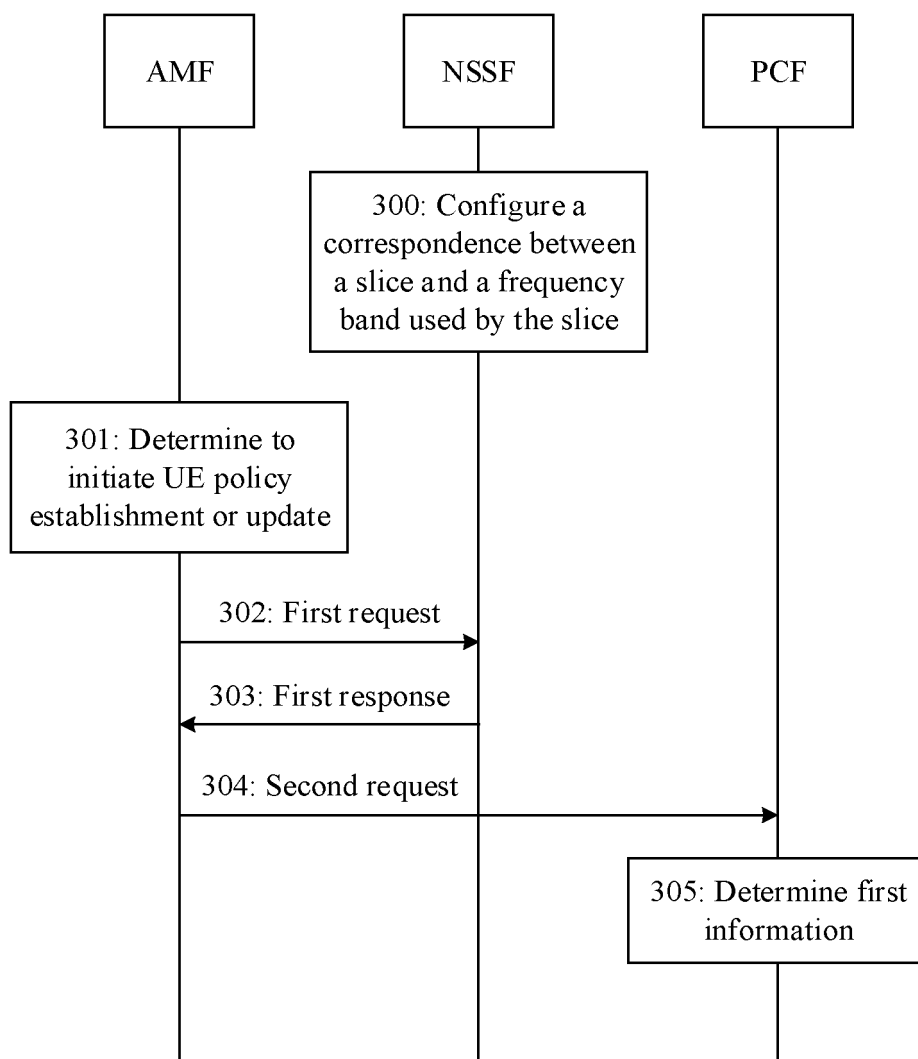 AMF
NSSF
PCF
300: Configure a
correspondence between
a slice and a frequency
band used by the slice
301: Determine to
initiate UE policy
establishment or update
302: First request
303: First response
304: Second request
305: Determine first
information